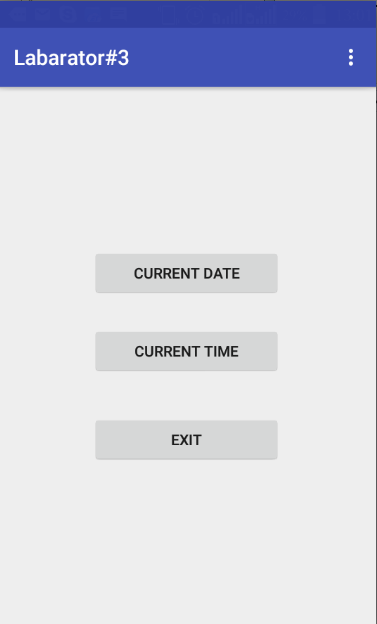 Labarator#3
CURRENT DATE
CURRENT TIME
EXIT